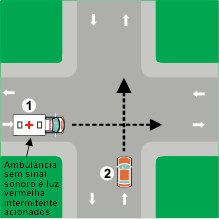 1
2
Ambulância
sem sinal
sonoro e luz
vermelha
intermitente
acionados